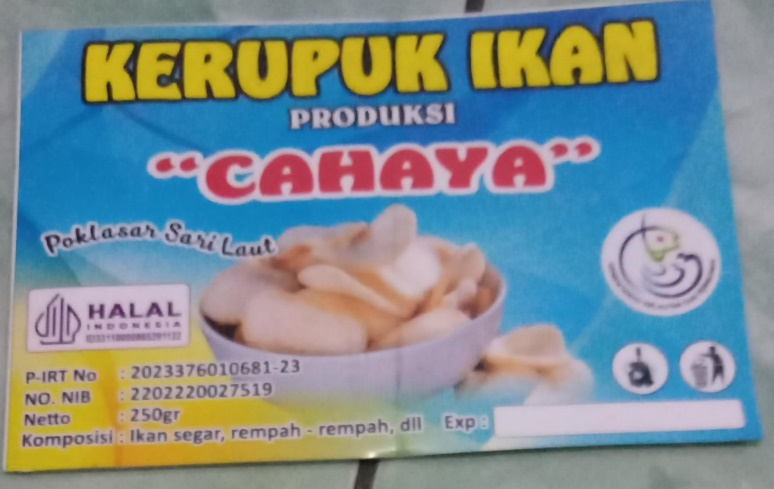 KERUPUK IKAN
PRODUKSI
“CAHAYA”
Poklasar Sari Laut
HALAL
INDONESIA
P-IRT No : 2023376010681-23
NO. NIB : 2202220027519
Netto : 250gr
Komposisi : Ikan segar, rempah - rempah, dll Exp :